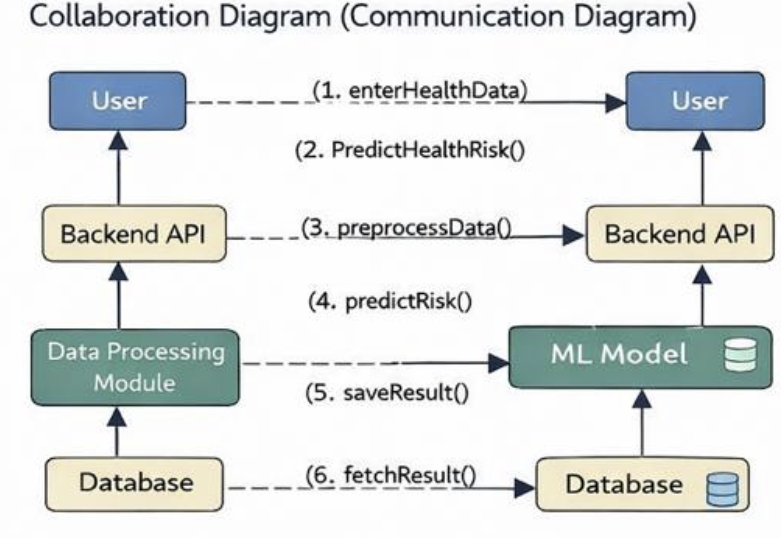 Collaboration Diagram (Communication Diagram)
User
(1. enterHealthData)
User
(2. PredictHealthRisk()
Backend API
(3. preprocessData()
Backend API
(4. predictRisk()
Data Processing
Module
ML Model
(5. saveResult()
Database
(6. fetchResult()
Database